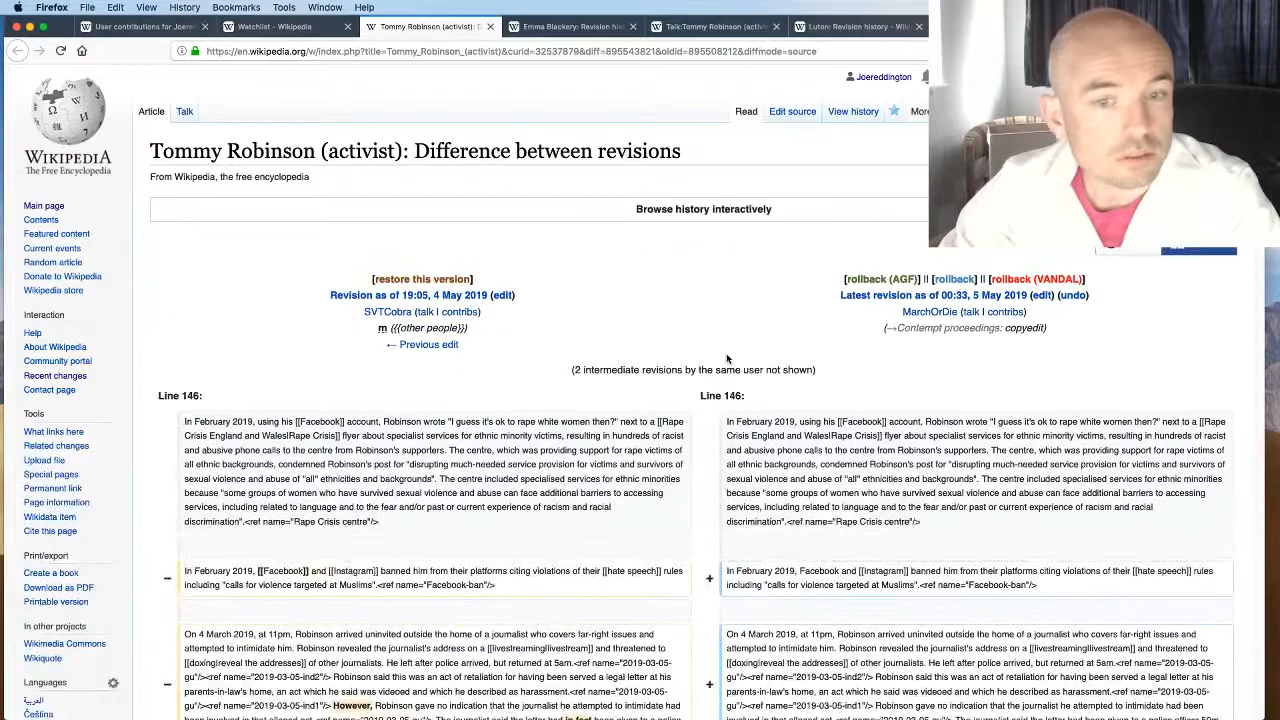 Firefox File Edit View History Bookmarks Tools Window Help
User contributions for Joered
Watchlist - Wikipedia
Tommy Robinson (activist): D
Emma Blackery: Revision hist
Talk:Tommy Robinson (activis
Luton: Revision history - Wiki
https://en.wikipedia.org/w/index.php?title=Tommy_Robinson_(activist)&curid=32537879&diff=895543821&oldid=895508212&diffmode=source
Joereddington
WIKIPEDIA
The Free Encyclopedia
Article Talk
Read Edit source View history
Tommy Robinson (activist): Difference between revisions
From Wikipedia, the free encyclopedia
Browse history interactively
Main page
Contents
Featured content
Current events
Random article
Donate to Wikipedia
Wikipedia store
Interaction
Help
About Wikipedia
Community portal
Recent changes
Contact page
Tools
What links here
Related changes
Upload file
Special pages
Permanent link
Page information
Wikidata item
Cite this page
Print/export
Create a book
Download as PDF
Printable version
In other projects
Wikimedia Commons
Wikiquote
Languages
العربية
Čeština
[restore this version]
Revision as of 19:05, 4 May 2019 (edit)
SVTCobra (talk | contribs)
m ({{other people}})
← Previous edit
[rollback (AGF)] || [rollback] || [rollback (VANDAL)]
Latest revision as of 00:33, 5 May 2019 (edit) (undo)
MarchOrDie (talk | contribs)
(→Contempt proceedings: copyedit)
(2 intermediate revisions by the same user not shown)
Line 146:
In February 2019, using his [[Facebook]] account, Robinson wrote "I guess it's ok to rape white women then?" next to a [[Rape
Crisis England and Wales|Rape Crisis]] flyer about specialist services for ethnic minority victims, resulting in hundreds of racist
and abusive phone calls to the centre from Robinson's supporters. The centre, which was providing support for rape victims of
all ethnic backgrounds, condemned Robinson's post for "disrupting much-needed service provision for victims and survivors of
sexual violence and abuse of "all" ethnicities and backgrounds". The centre included specialised services for ethnic minorities
because "some groups of women who have survived sexual violence and abuse can face additional barriers to accessing
services, including related to language and to the fear and/or past or current experience of racism and racial
discrimination".<ref name="Rape Crisis centre"/>
− In February 2019, [[Facebook]] and [[Instagram]] banned him from their platforms citing violations of their [[hate speech]] rules
including "calls for violence targeted at Muslims".<ref name="Facebook-ban"/>
On 4 March 2019, at 11pm, Robinson arrived uninvited outside the home of a journalist who covers far-right issues and
attempted to intimidate him. Robinson revealed the journalist's address on a [[livestreaming|livestream]] and threatened to
[[doxing|reveal the addresses]] of other journalists. He left after police arrived, but returned at 5am.<ref name="2019-03-05-
gu"/><ref name="2019-03-05-ind2"/> Robinson said this was an act of retaliation for having been served a legal letter at his
− parents-in-law's home, an act which he said was videoed and which he described as harassment.<ref name="2019-03-05-
gu"/><ref name="2019-03-05-ind1"/> However, Robinson gave no indication that the journalist he attempted to intimidate had
Line 146:
In February 2019, using his [[Facebook]] account, Robinson wrote "I guess it's ok to rape white women then?" next to a [[Rape
Crisis England and Wales|Rape Crisis]] flyer about specialist services for ethnic minority victims, resulting in hundreds of racist
and abusive phone calls to the centre from Robinson's supporters. The centre, which was providing support for rape victims of
all ethnic backgrounds, condemned Robinson's post for "disrupting much-needed service provision for victims and survivors of
sexual violence and abuse of "all" ethnicities and backgrounds". The centre included specialised services for ethnic minorities
because "some groups of women who have survived sexual violence and abuse can face additional barriers to accessing
services, including related to language and to the fear and/or past or current experience of racism and racial
discrimination".<ref name="Rape Crisis centre"/>
+ In February 2019, Facebook and [[Instagram]] banned him from their platforms citing violations of their [[hate speech]] rules
including "calls for violence targeted at Muslims".<ref name="Facebook-ban"/>
On 4 March 2019, at 11pm, Robinson arrived uninvited outside the home of a journalist who covers far-right issues and
attempted to intimidate him. Robinson revealed the journalist's address on a [[livestreaming|livestream]] and threatened to
[[doxing|reveal the addresses]] of other journalists. He left after police arrived, but returned at 5am.<ref name="2019-03-05-
gu"/><ref name="2019-03-05-ind2"/> Robinson said this was an act of retaliation for having been served a legal letter at his
+ parents-in-law's home, an act which he said was videoed and which he described as harassment.<ref name="2019-03-05-
gu"/><ref name="2019-03-05-ind1"/> Robinson gave no indication that the journalist he attempted to intimidate had been